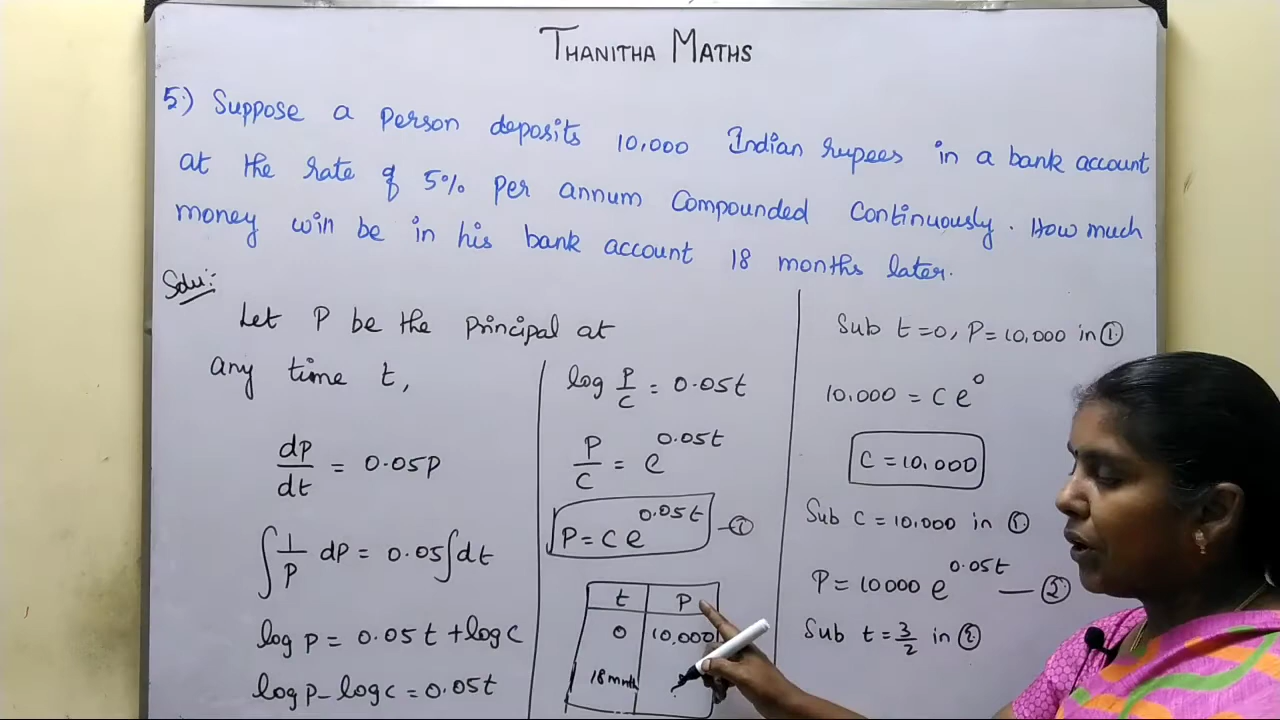 THANITHA MATHS
5.) Suppose a person deposits 10,000 Indian rupees in a bank account
at the rate of 5% per annum compounded continuously. How much
money will be in his bank account 18 months later.
Solu:-
Let P be the principal at
any time t,
dp/dt = 0.05P
∫ 1/P dP = 0.05 ∫ dt
log P = 0.05t + log C
log P - log C = 0.05t
log P/C = 0.05t
P/C = e^0.05t
P = C e^0.05t —①
t P
0 10,000
18 mnth ?
Sub t=0, P=10,000 in ①
10,000 = C e^0
C = 10,000
Sub C = 10,000 in ①
P = 10000 e^0.05t —②
Sub t = 3/2 in ②